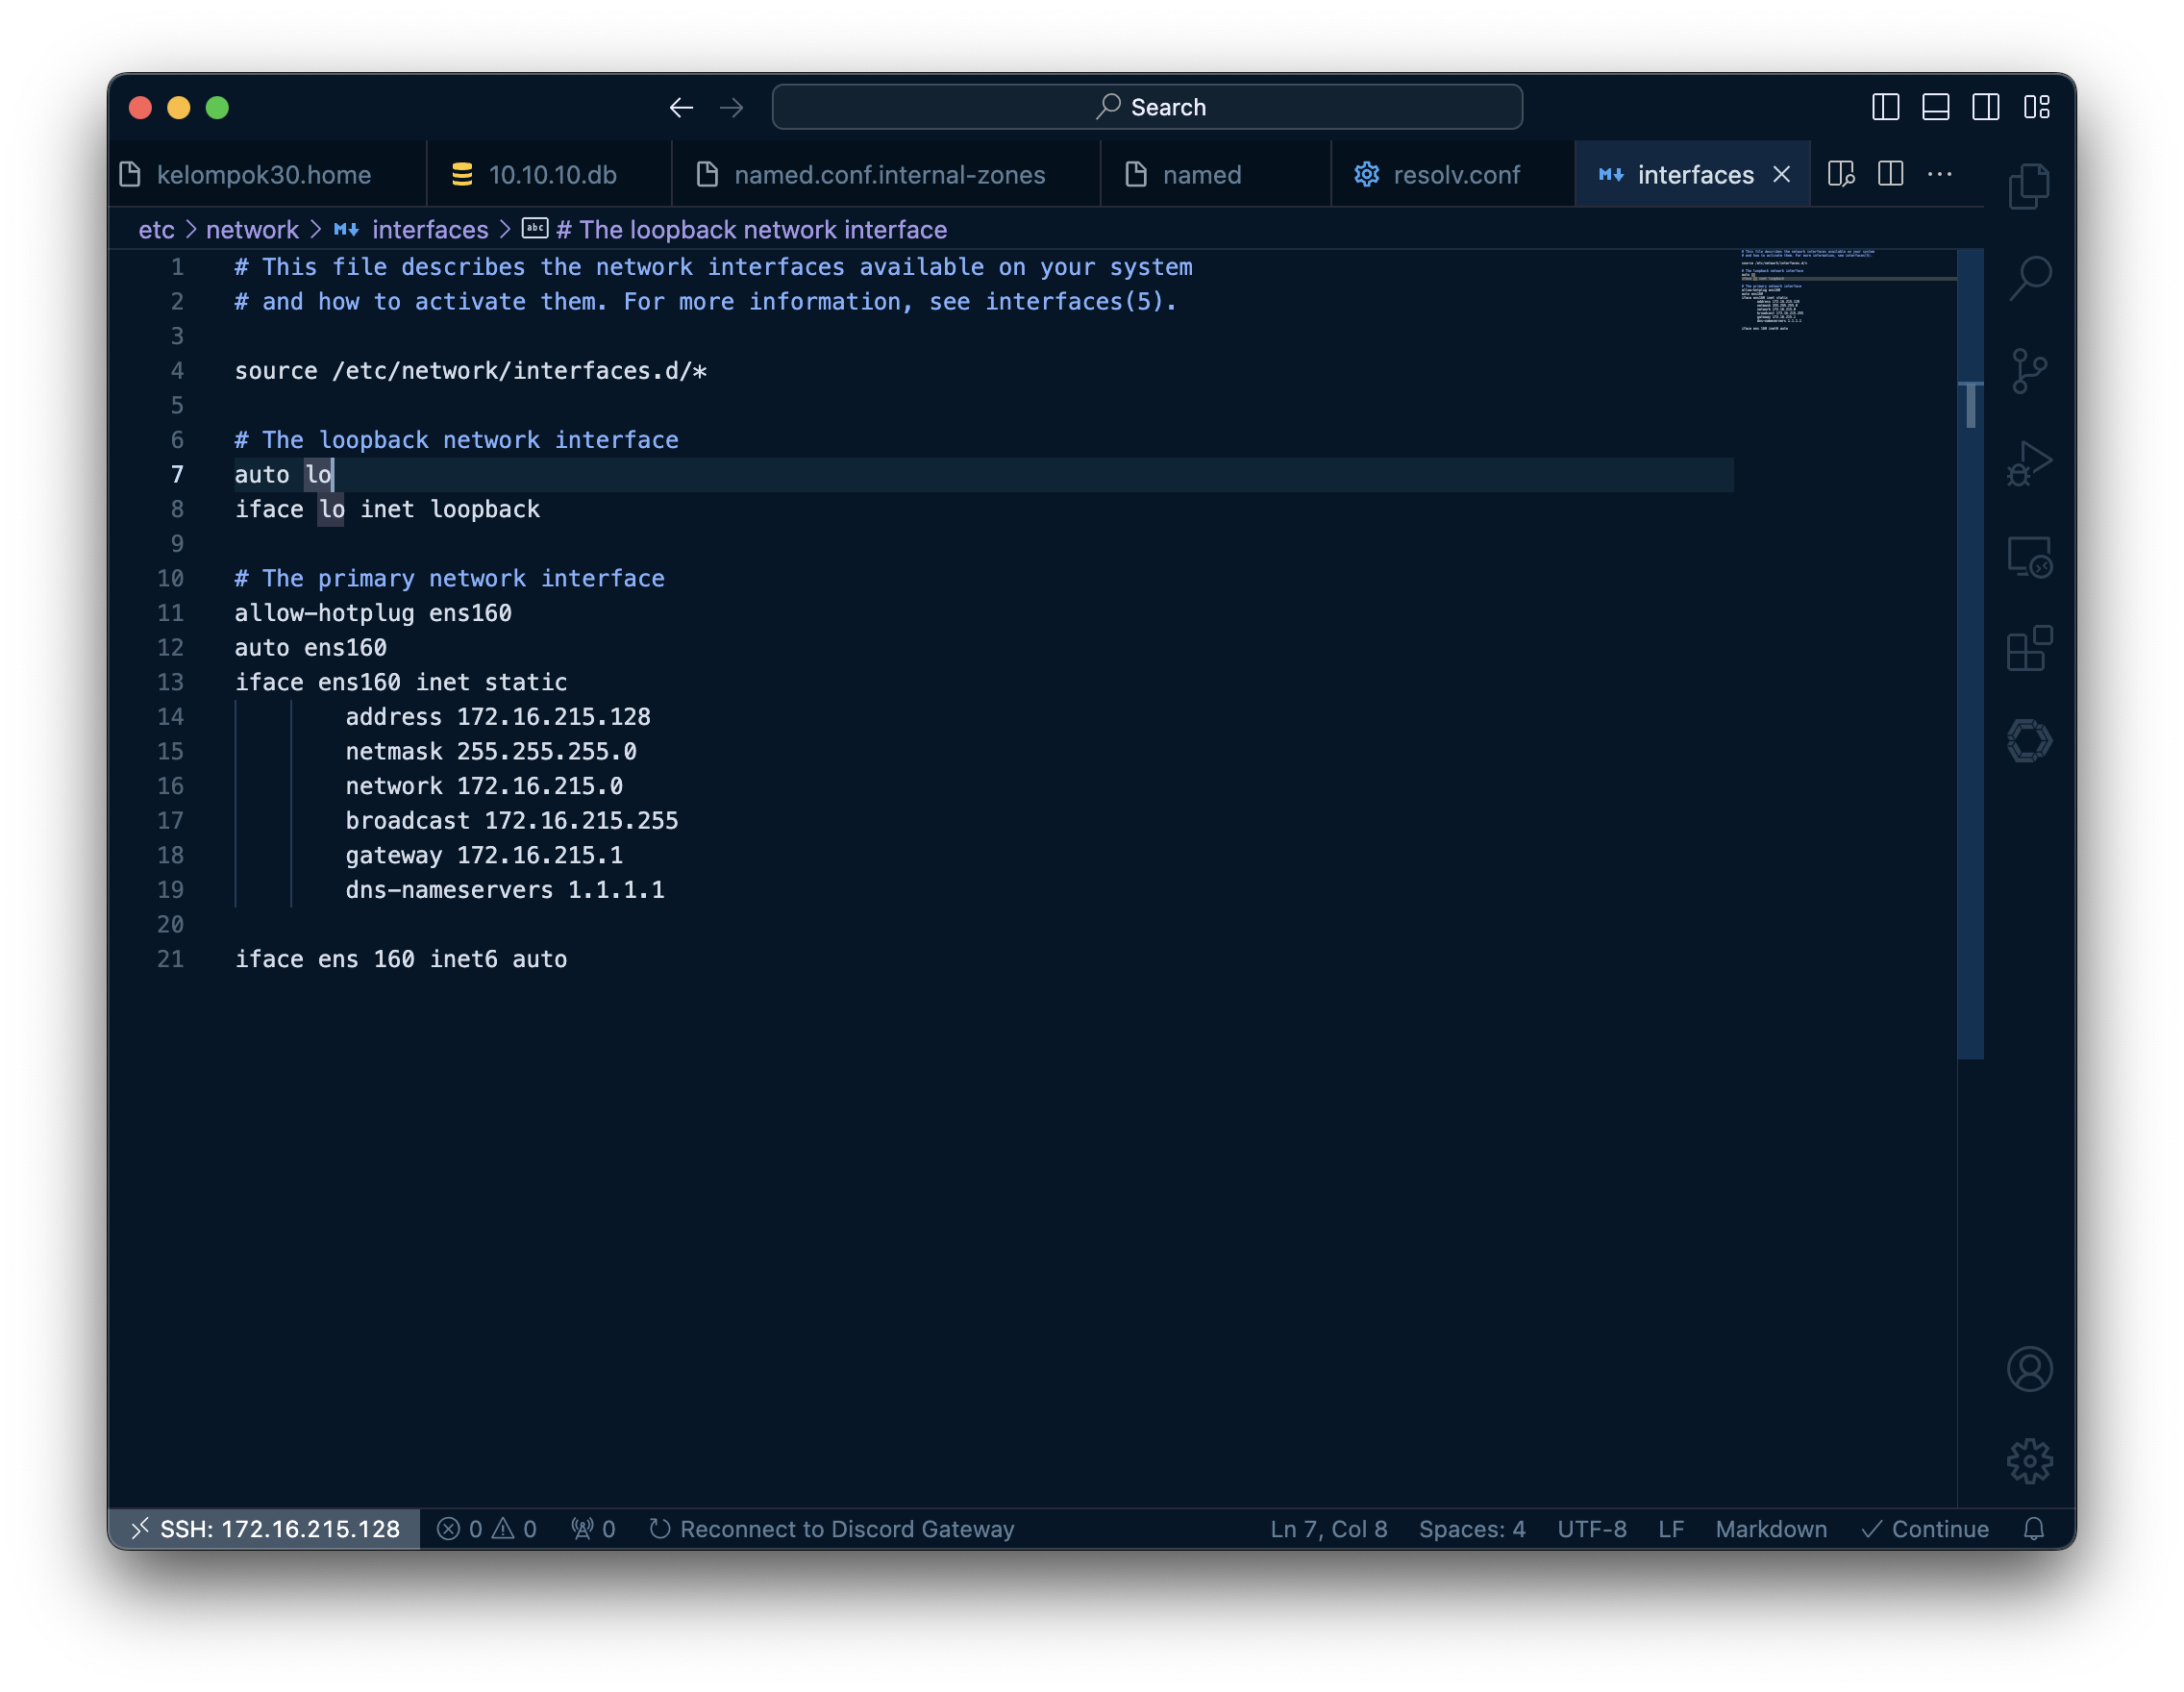 Search
kelompok30.home
10.10.10.db
named.conf.internal-zones
named
resolv.conf
interfaces
etc > network > interfaces > # The loopback network interface
1 # This file describes the network interfaces available on your system
2 # and how to activate them. For more information, see interfaces(5).
3
4 source /etc/network/interfaces.d/*
5
6 # The loopback network interface
7 auto lo
8 iface lo inet loopback
9
10 # The primary network interface
11 allow-hotplug ens160
12 auto ens160
13 iface ens160 inet static
14 address 172.16.215.128
15 netmask 255.255.255.0
16 network 172.16.215.0
17 broadcast 172.16.215.255
18 gateway 172.16.215.1
19 dns-nameservers 1.1.1.1
20
21 iface ens 160 inet6 auto
SSH: 172.16.215.128 0 0 0 Reconnect to Discord Gateway Ln 7, Col 8 Spaces: 4 UTF-8 LF Markdown Continue